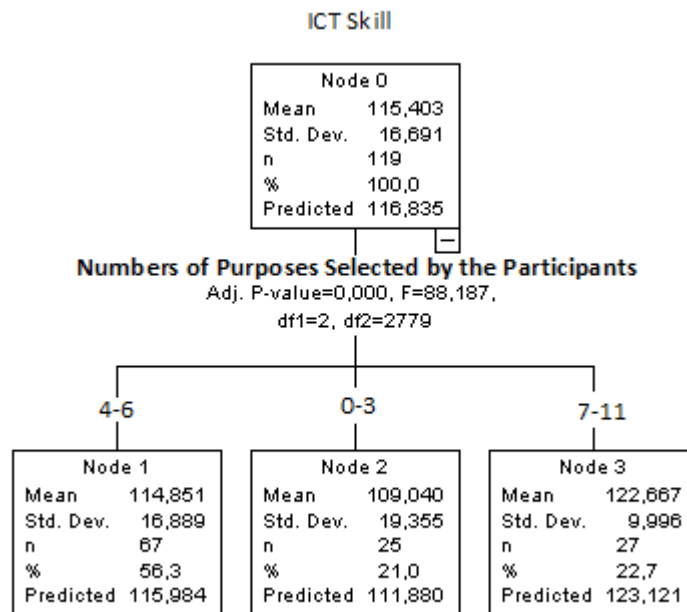 ICT Skill
Node 0
Mean 115,403
Std. Dev. 16,691
n 119
% 100,0
Predicted 116,835
Numbers of Purposes Selected by the Participants
Adj. P-value=0,000, F=88,187,
df1=2, df2=2779
4-6
0-3
7-11
Node 1
Mean 114,851
Std. Dev. 16,889
n 67
% 56,3
Predicted 115,984
Node 2
Mean 109,040
Std. Dev. 19,355
n 25
% 21,0
Predicted 111,880
Node 3
Mean 122,667
Std. Dev. 9,996
n 27
% 22,7
Predicted 123,121